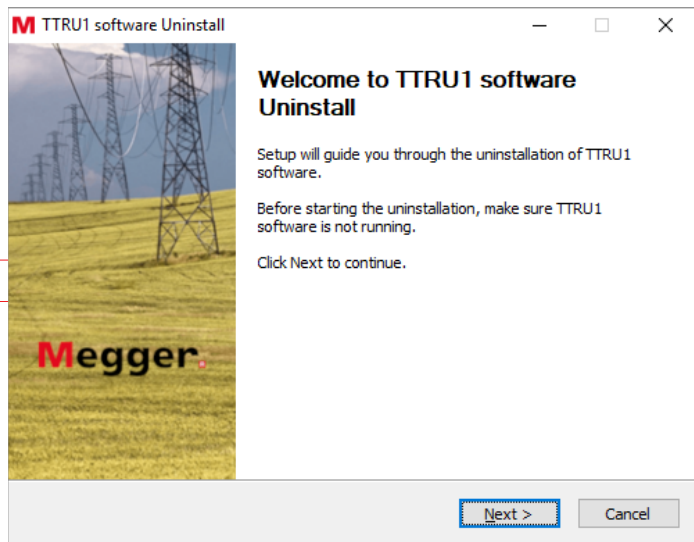 M TTRU1 software Uninstall
Welcome to TTRU1 software
Uninstall
Setup will guide you through the uninstallation of TTRU1
software.
Before starting the uninstallation, make sure TTRU1
software is not running.
Click Next to continue.
Megger.
Next >
Cancel